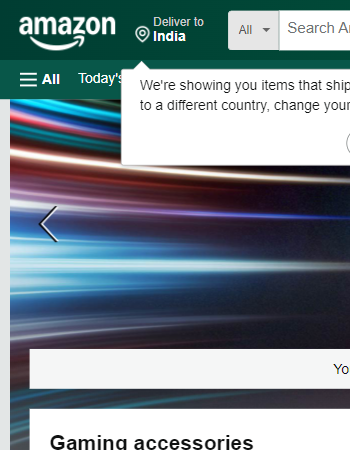 amazon
Deliver to
India
All
Search A
All
Today's
We're showing you items that ship
to a different country, change your
Yo
Gaming accessories